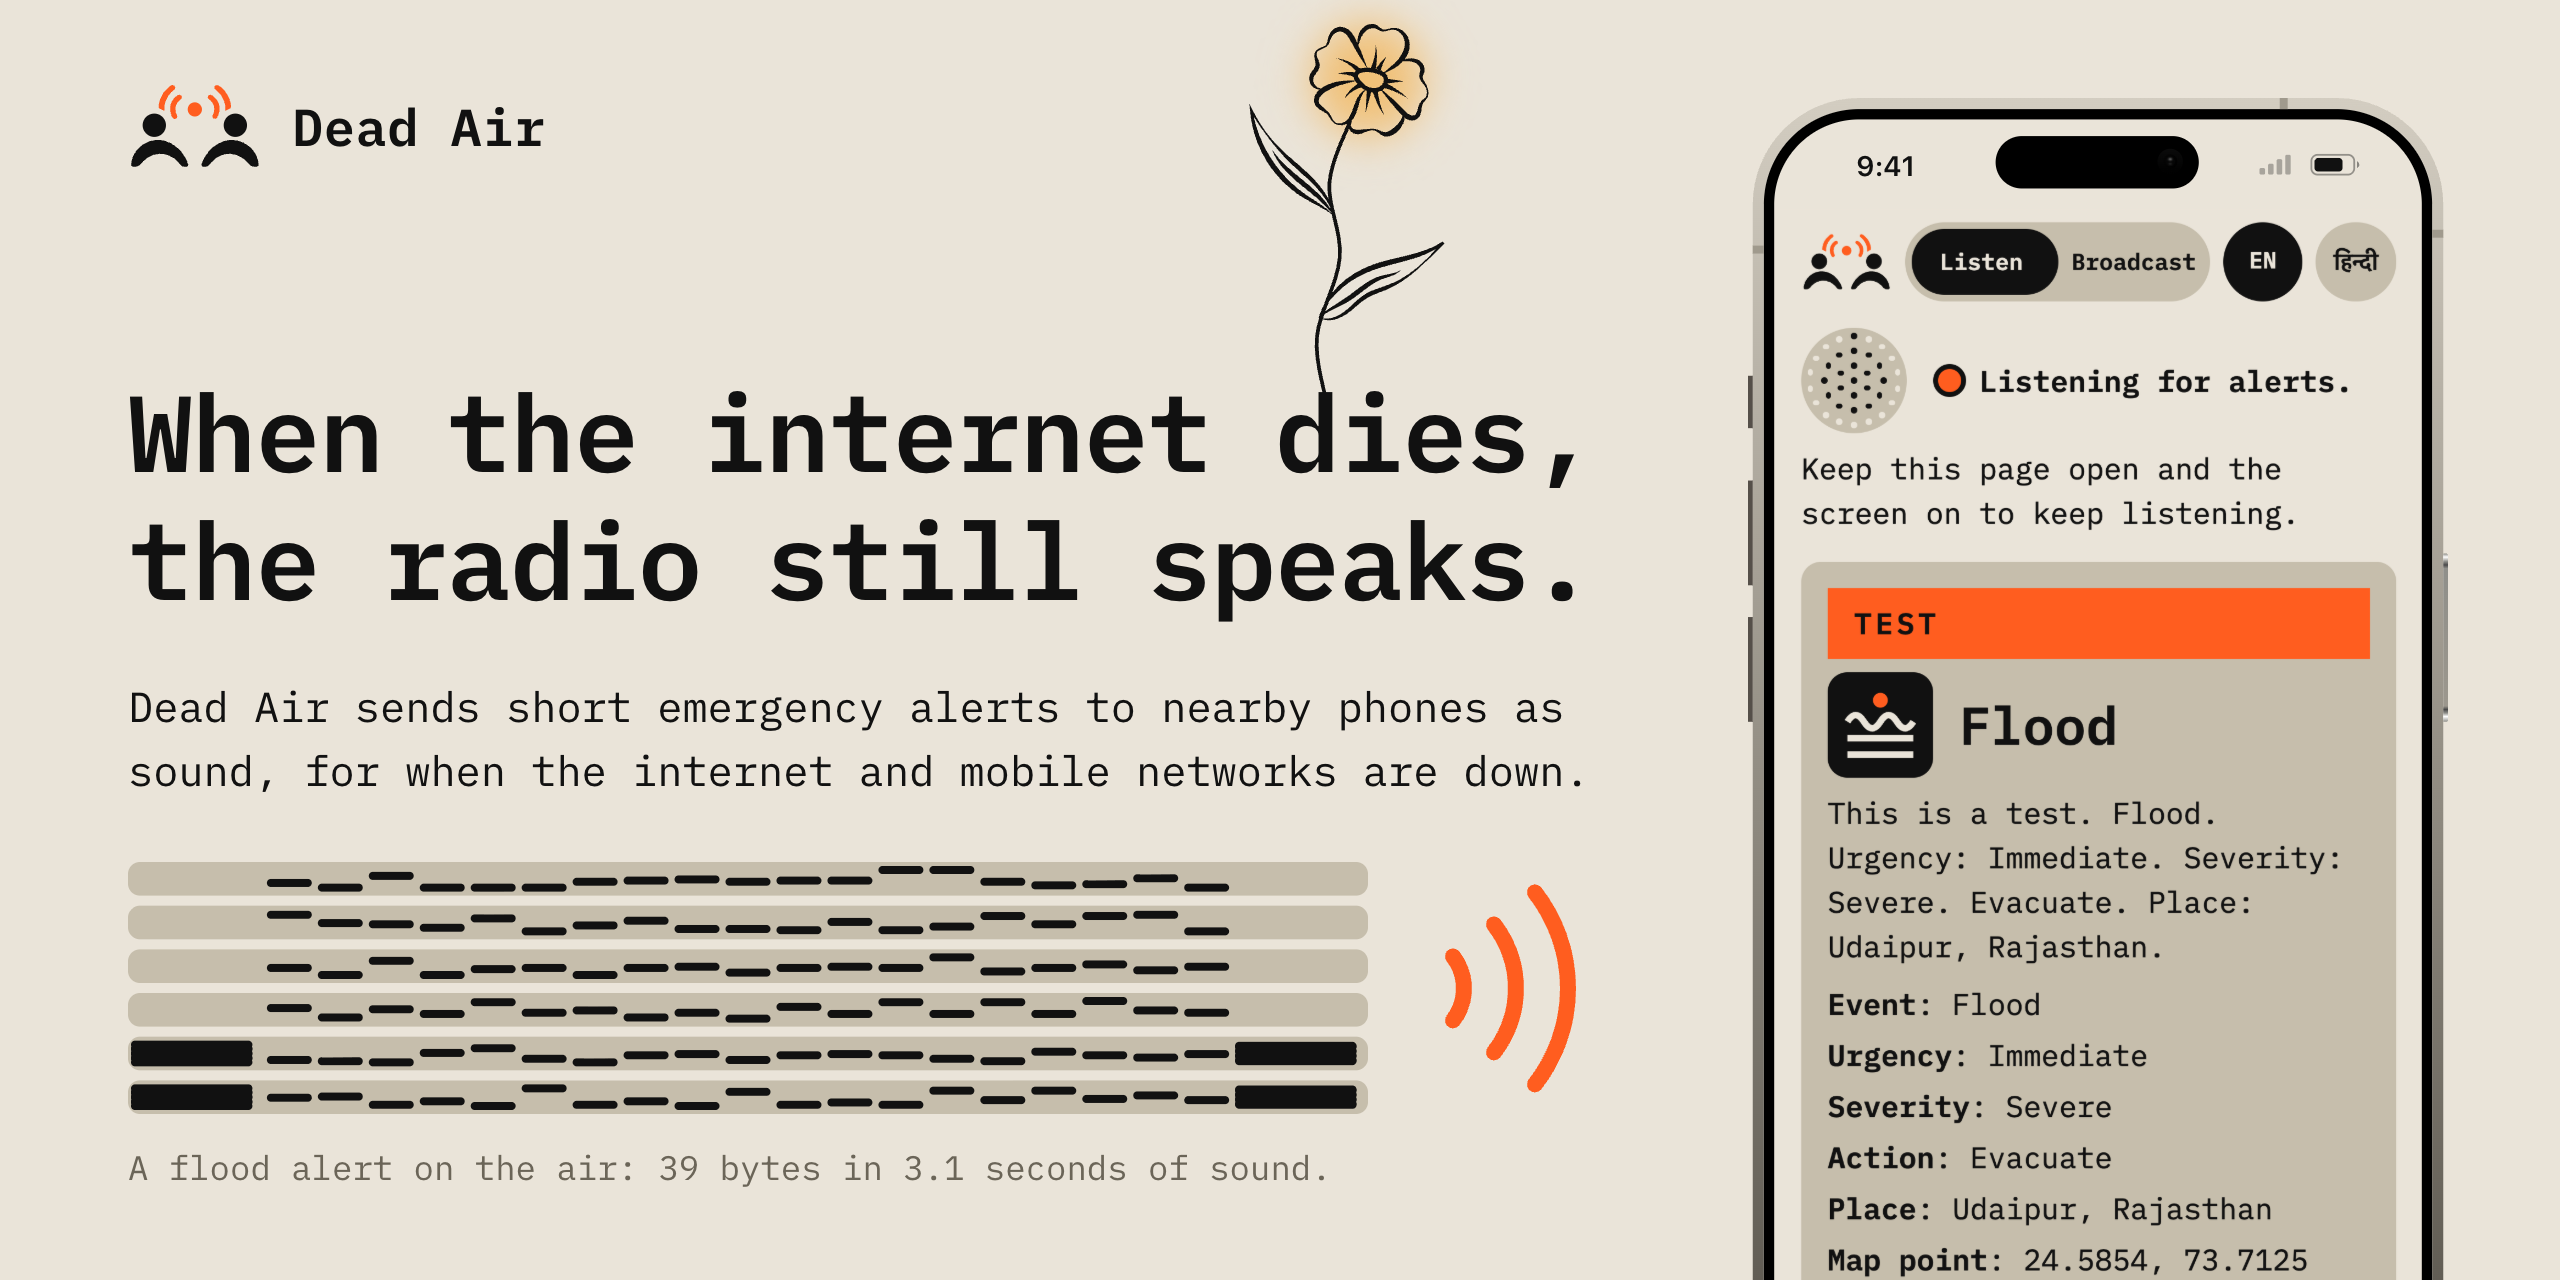 Dead Air
When the internet dies,
the radio still speaks.
Dead Air sends short emergency alerts to nearby phones as
sound, for when the internet and mobile networks are down.
A flood alert on the air: 39 bytes in 3.1 seconds of sound.
9:41
Listen Broadcast EN हिन्दी
Listening for alerts.
Keep this page open and the
screen on to keep listening.
TEST
Flood
This is a test. Flood.
Urgency: Immediate. Severity:
Severe. Evacuate. Place:
Udaipur, Rajasthan.
Event: Flood
Urgency: Immediate
Severity: Severe
Action: Evacuate
Place: Udaipur, Rajasthan
Map point: 24.5854, 73.7125